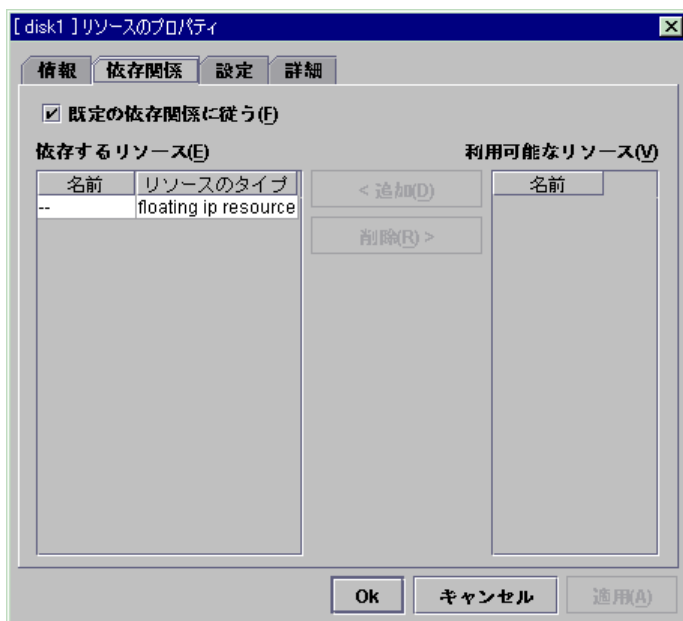 [ disk1 ]リソースのプロパティ
情報 依存関係 設定 詳細
既定の依存関係に従う(F)
依存するリソース(E) 利用可能なリソース(V)
名前 リソースのタイプ < 追加(D) 名前
-- floating ip resource
削除(R) >
Ok キャンセル 適用(A)